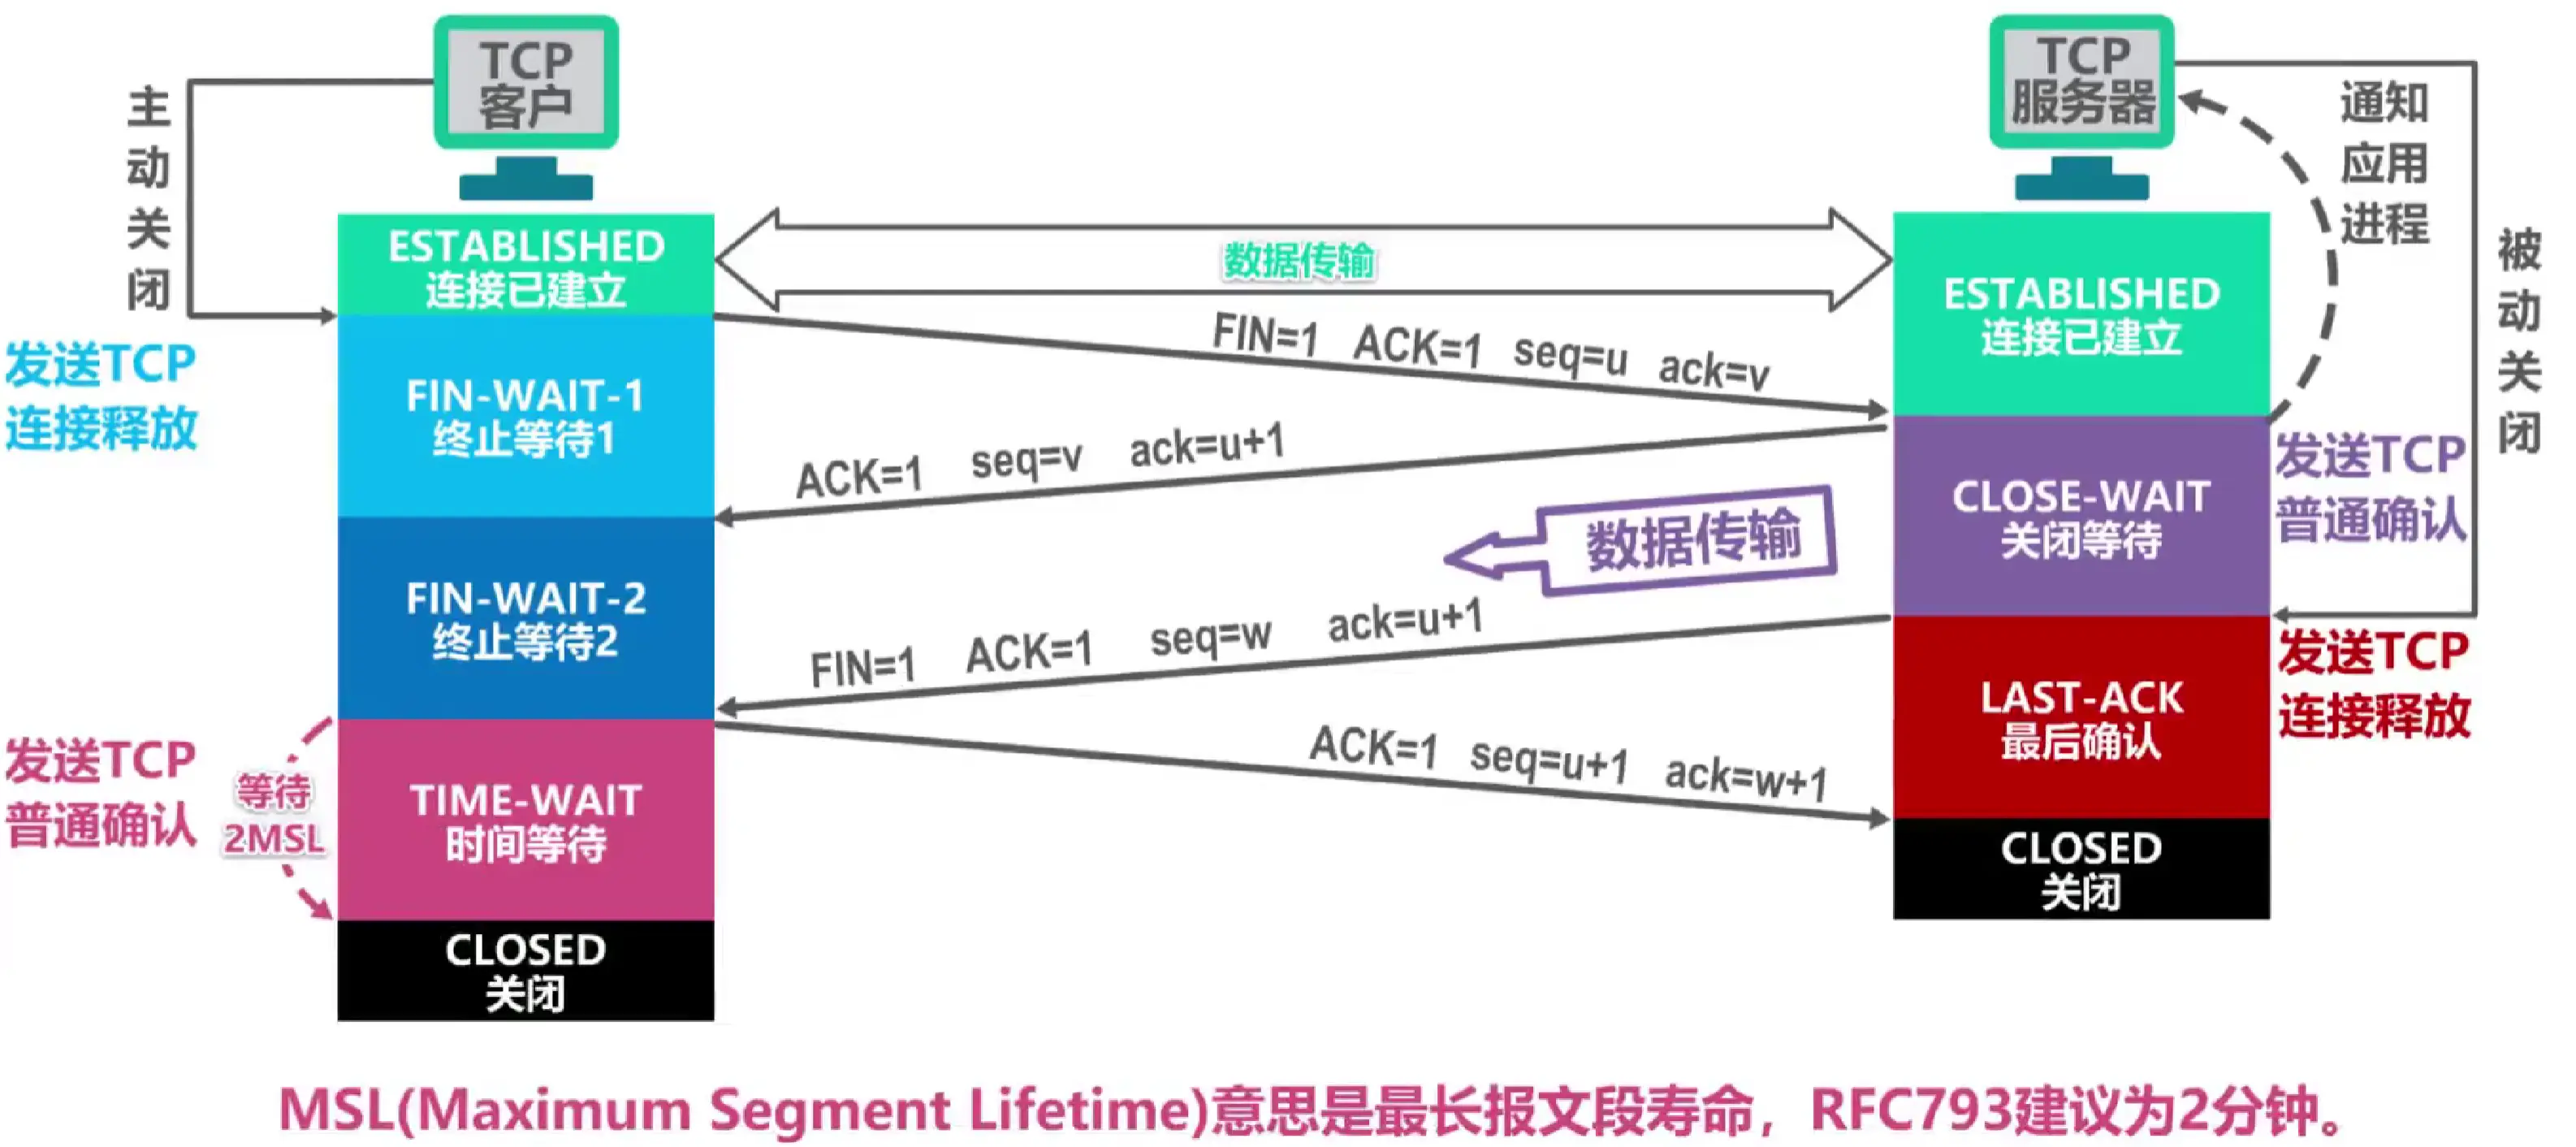 TCP
客户
TCP
服务器
主
动
关
闭
通知
应用
进程
被
动
关
闭
ESTABLISHED
连接已建立
数据传输
ESTABLISHED
连接已建立
FIN=1 ACK=1 seq=u ack=v
发送TCP
连接释放
FIN-WAIT-1
终止等待1
ACK=1 seq=v ack=u+1
CLOSE-WAIT
关闭等待
发送TCP
普通确认
数据传输
FIN-WAIT-2
终止等待2
FIN=1 ACK=1 seq=w ack=u+1
LAST-ACK
最后确认
发送TCP
连接释放
ACK=1 seq=u+1 ack=w+1
发送TCP
普通确认
等待
2MSL
TIME-WAIT
时间等待
CLOSED
关闭
CLOSED
关闭
MSL(Maximum Segment Lifetime)意思是最长报文段寿命，RFC793建议为2分钟。